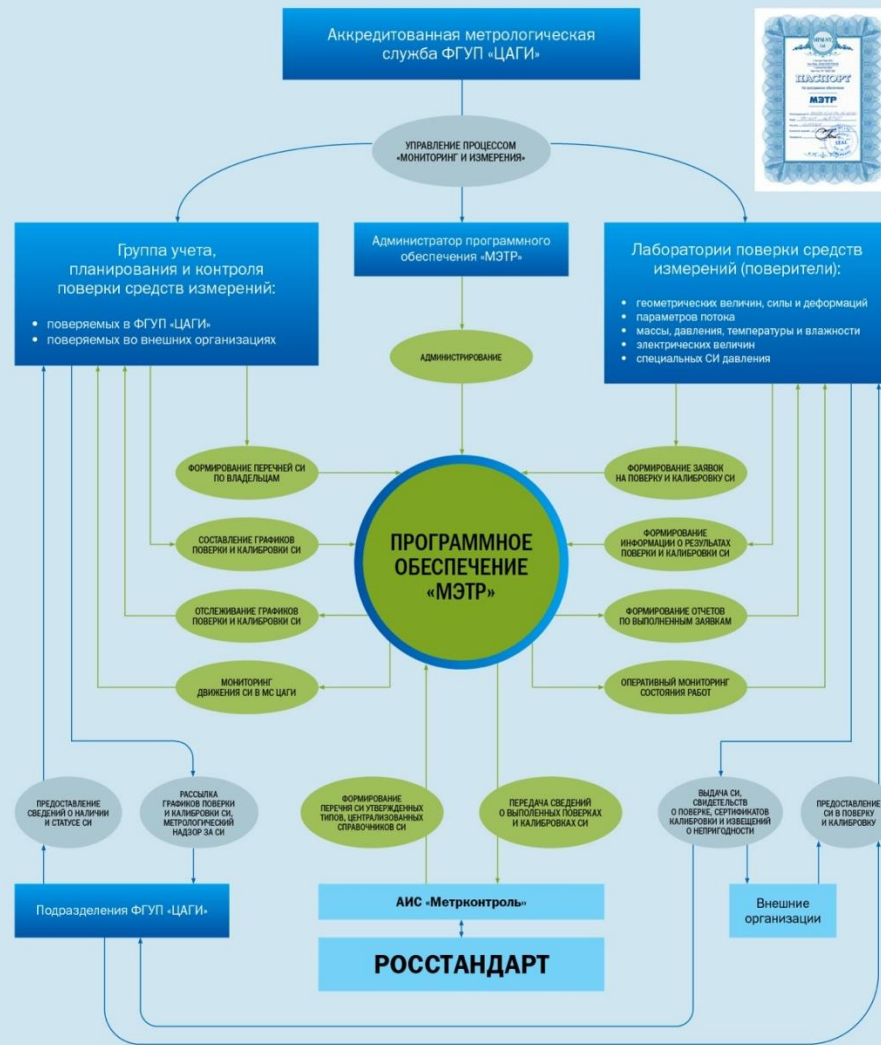 Аккредитованная метрологическая
служба ФГУП «ЦАГИ»
ПАСПОРТ
МЭТР
УПРАВЛЕНИЕ ПРОЦЕССОМ
«МОНИТОРИНГ И ИЗМЕРЕНИЯ»
Группа учета,
планирования и контроля
поверки средств измерений:
• поверяемых в ФГУП «ЦАГИ»
• поверяемых во внешних организациях
Администратор программного
обеспечения «МЭТР»
Лаборатории поверки средств
измерений (поверители):
• геометрических величин, силы и деформаций
• параметров потока
• массы, давления, температуры и влажности
• электрических величин
• специальных СИ давления
АДМИНИСТРИРОВАНИЕ
ФОРМИРОВАНИЕ ПЕРЕЧНЕЙ СИ
ПО ВЛАДЕЛЬЦАМ
СОСТАВЛЕНИЕ ГРАФИКОВ
ПОВЕРКИ И КАЛИБРОВКИ СИ
ОТСЛЕЖИВАНИЕ ГРАФИКОВ
ПОВЕРКИ И КАЛИБРОВКИ СИ
МОНИТОРИНГ
ДВИЖЕНИЯ СИ В МС ЦАГИ
ПРОГРАММНОЕ
ОБЕСПЕЧЕНИЕ
«МЭТР»
ФОРМИРОВАНИЕ ЗАЯВОК
НА ПОВЕРКУ И КАЛИБРОВКУ СИ
ФОРМИРОВАНИЕ
ИНФОРМАЦИИ О РЕЗУЛЬТАТАХ
ПОВЕРКИ И КАЛИБРОВКИ СИ
ФОРМИРОВАНИЕ ОТЧЕТОВ
ПО ВЫПОЛНЕННЫМ ЗАЯВКАМ
ОПЕРАТИВНЫЙ МОНИТОРИНГ
СОСТОЯНИЯ РАБОТ
ПРЕДОСТАВЛЕНИЕ
СВЕДЕНИЙ О НАЛИЧИИ
И СТАТУСЕ СИ
РАССЫЛКА
ГРАФИКОВ ПОВЕРКИ
И КАЛИБРОВКИ СИ,
МЕТРОЛОГИЧЕСКИЙ
НАДЗОР ЗА СИ
ФОРМИРОВАНИЕ
ПЕРЕЧНЯ СИ УТВЕРЖДЕННЫХ
ТИПОВ, ЦЕНТРАЛИЗОВАННЫХ
СПРАВОЧНИКОВ СИ
ПЕРЕДАЧА СВЕДЕНИЙ
О ВЫПОЛЕННЫХ ПОВЕРКАХ
И КАЛИБРОВКАХ СИ
ВЫДАЧА СИ,
СВИДЕТЕЛЬСТВ
О ПОВЕРКЕ, СЕРТИФИКАТОВ
КАЛИБРОВКИ И ИЗВЕЩЕНИЙ
О НЕПРИГОДНОСТИ
ПРЕДОСТАВЛЕНИЕ
СИ В ПОВЕРКУ
И КАЛИБРОВКУ
Подразделения ФГУП «ЦАГИ»
АИС «Метрконтроль»
РОССТАНДАРТ
Внешние
организации